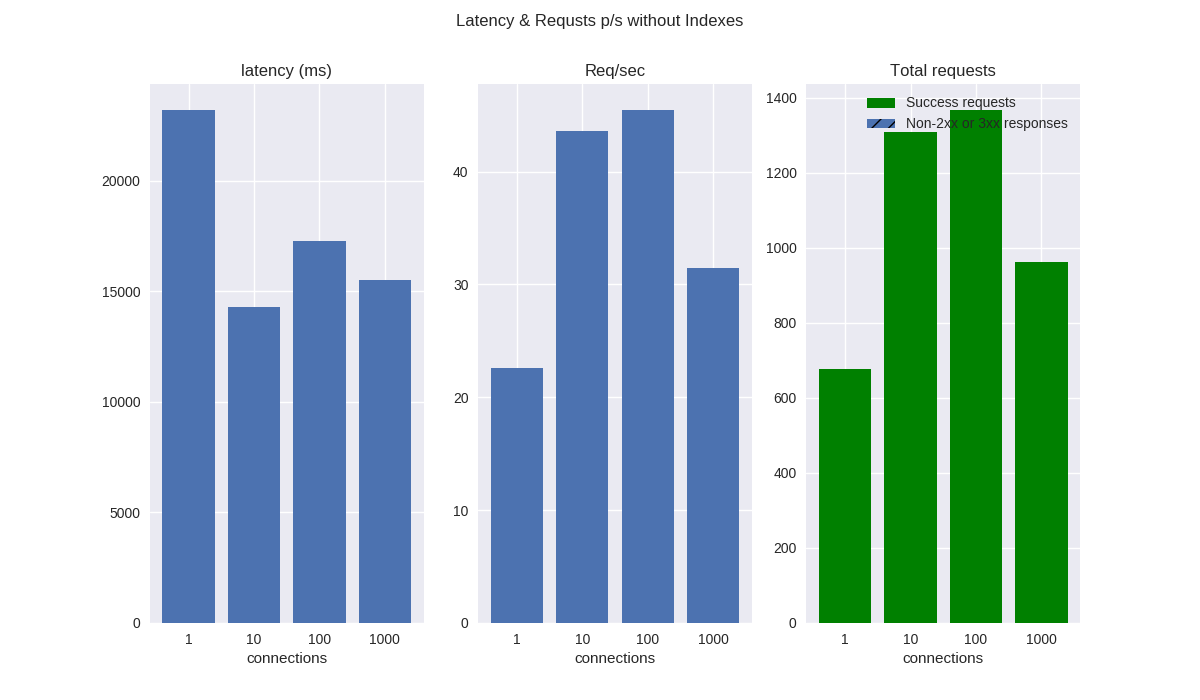 Latency & Requsts p/s without Indexes
latency (ms)
20000
15000
10000
5000
0
1 10 100 1000
connections
Req/sec
40
30
20
10
0
1 10 100 1000
connections
Total requests
Success requests
Non-2xx or 3xx responses
1400
1200
1000
800
600
400
200
0
1 10 100 1000
connections